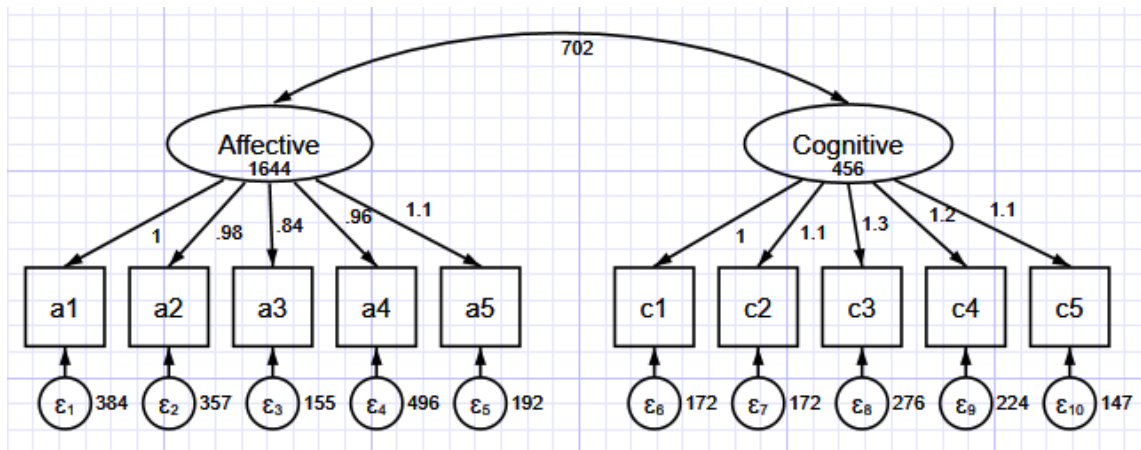 702
Affective
1644
Cognitive
456
1 .98 .84 .96 1.1
1 1.1 1.3 1.2 1.1
a1 a2 a3 a4 a5
c1 c2 c3 c4 c5
ε₁ 384 ε₂ 357 ε₃ 155 ε₄ 496 ε₅ 192
ε₆ 172 ε₇ 172 ε₈ 276 ε₉ 224 ε₁₀ 147